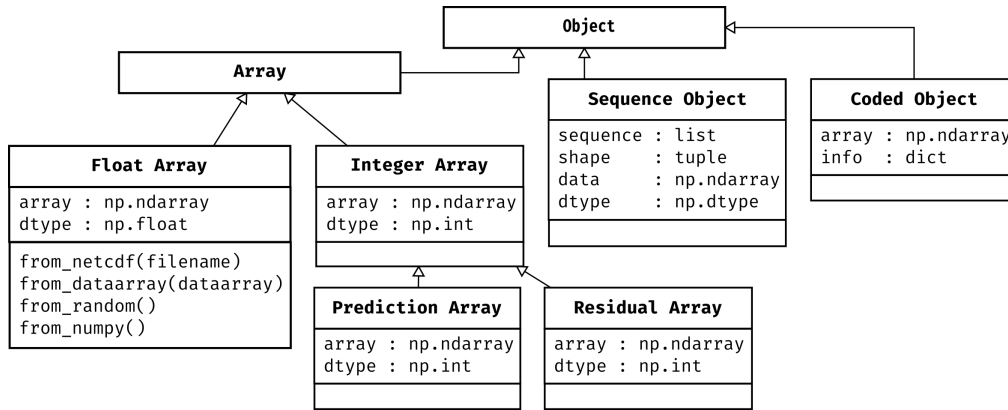 Object
Array
Sequence Object
sequence : list
shape : tuple
data : np.ndarray
dtype : np.dtype
Coded Object
array : np.ndarray
info : dict
Float Array
array : np.ndarray
dtype : np.float
from_netcdf(filename)
from_dataarray(dataarray)
from_random()
from_numpy()
Integer Array
array : np.ndarray
dtype : np.int
Prediction Array
array : np.ndarray
dtype : np.int
Residual Array
array : np.ndarray
dtype : np.int